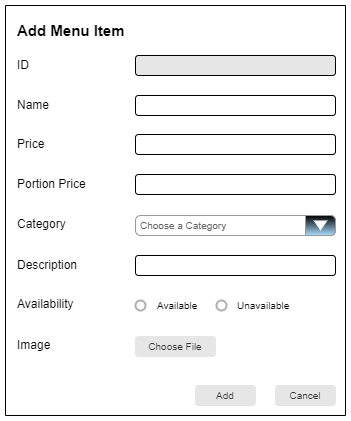 Add Menu Item
ID
Name
Price
Portion Price
Category Choose a Category
Description
Availability Available Unavailable
Image Choose File
Add Cancel